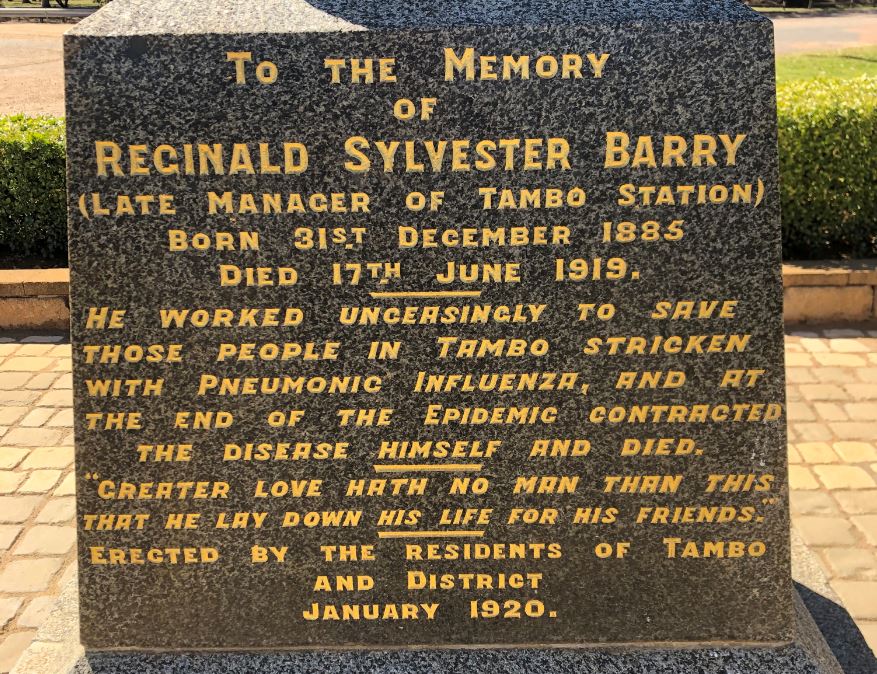 To the Memory
of
Reginald Sylvester Barry
(Late Manager of Tambo Station)
Born 31st December 1885
Died 17th June 1919.
He worked unceasingly to save
those people in Tambo stricken
with Pneumonic Influenza, and at
the end of the Epidemic contracted
the disease himself and died.
"Greater love hath no man than this
that he lay down his life for his friends."
Erected by the residents of Tambo
and District
January 1920.